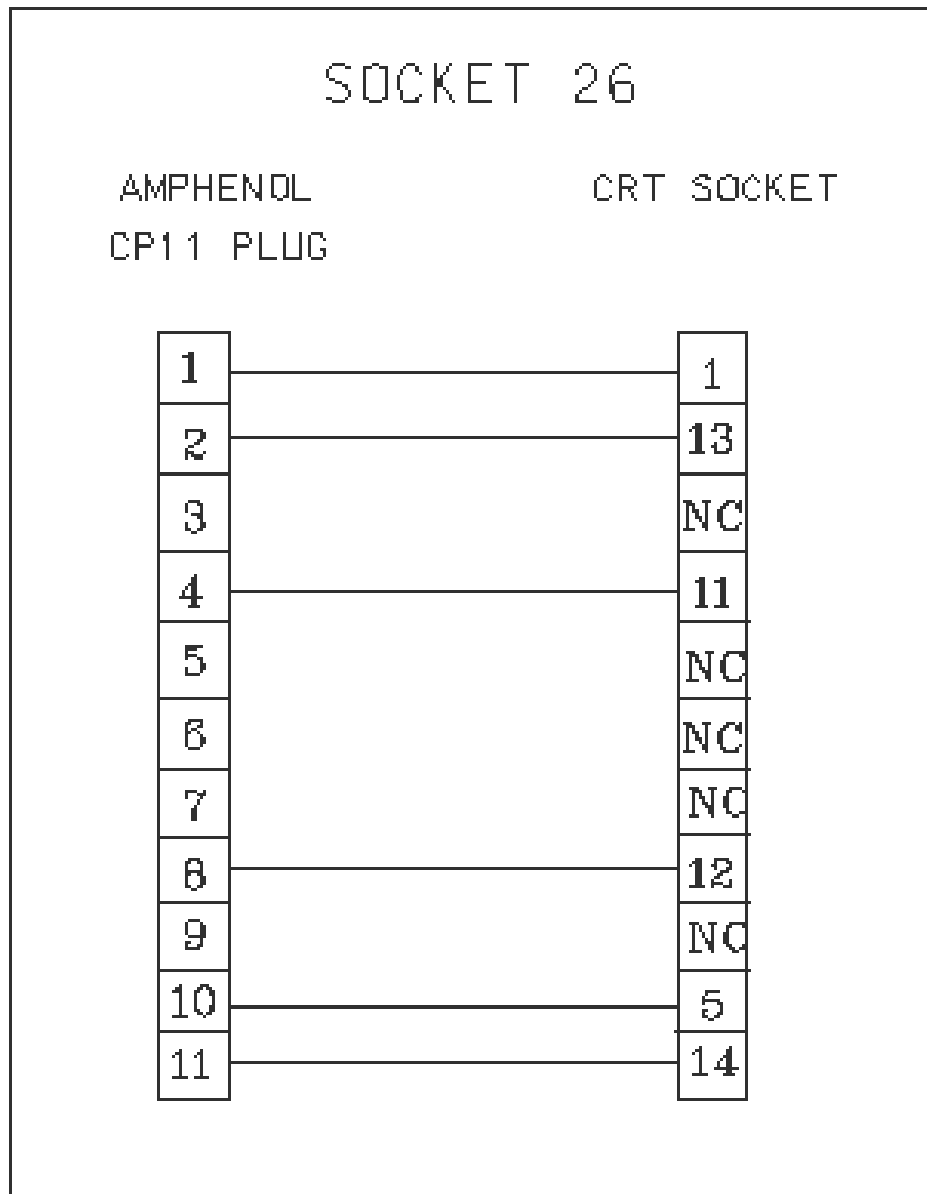 SOCKET 26
AMPHENOL CRT SOCKET
CP11 PLUG
1 1
2 13
3 NC
4 11
5 NC
6 NC
7 NC
8 12
9 NC
10 5
11 14